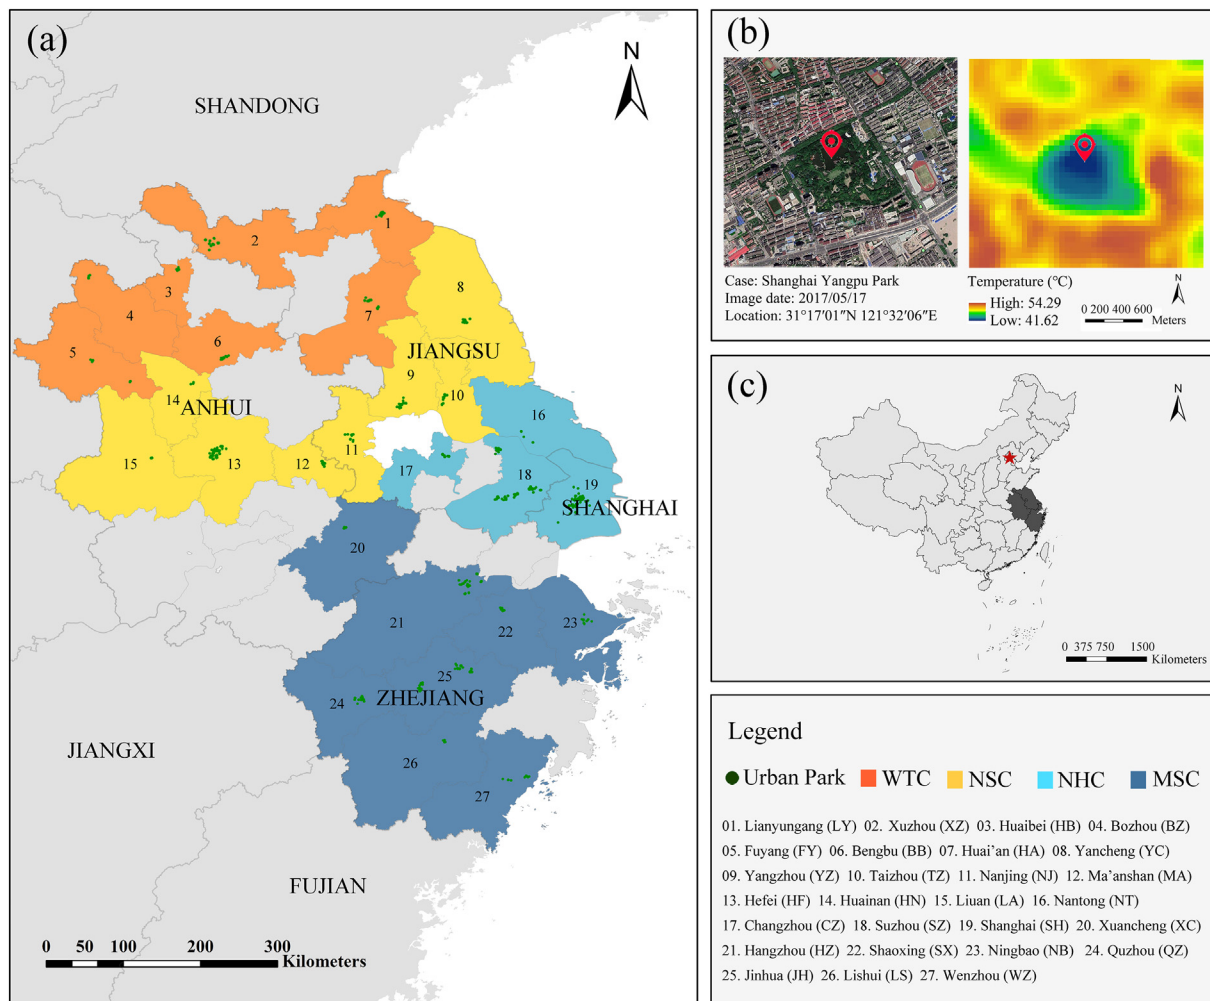 (a)
N
SHANDONG
1
2
3
4
5
6
7
8
JIANGSU
9
10
14
ANHUI
11
12
13
15
16
17
18
19
SHANGHAI
20
21
22
23
24
25
ZHEJIANG
26
27
JIANGXI
FUJIAN
0 50 100 200 300
Kilometers
(b)
Case: Shanghai Yangpu Park
Image date: 2017/05/17
Location: 31°17′01″N 121°32′06″E
Temperature (°C)
High: 54.29
Low: 41.62
N
0 200 400 600
Meters
(c)
N
0 375 750 1500
Kilometers
Legend
Urban Park WTC NSC NHC MSC
01. Lianyungang (LY) 02. Xuzhou (XZ) 03. Huaibei (HB) 04. Bozhou (BZ)
05. Fuyang (FY) 06. Bengbu (BB) 07. Huai’an (HA) 08. Yancheng (YC)
09. Yangzhou (YZ) 10. Taizhou (TZ) 11. Nanjing (NJ) 12. Ma’anshan (MA)
13. Hefei (HF) 14. Huainan (HN) 15. Liuan (LA) 16. Nantong (NT)
17. Changzhou (CZ) 18. Suzhou (SZ) 19. Shanghai (SH) 20. Xuancheng (XC)
21. Hangzhou (HZ) 22. Shaoxing (SX) 23. Ningbao (NB) 24. Quzhou (QZ)
25. Jinhua (JH) 26. Lishui (LS) 27. Wenzhou (WZ)